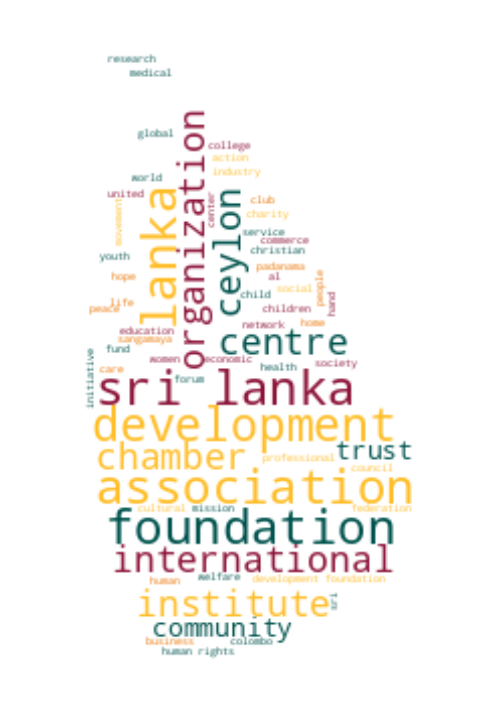 research
medical
global
organization
college
action
industry
world
united
lanka
center
ceylon
club
movement
charity
service
commerce
christian
youth
padanama
al
hope
child
social
people
life
peace
children
hand
network
home
education
sangamaya
centre
fund
women
economic
society
initiative
care
health
forum
sri lanka
development
trust
chamber
professional
council
association
cultural
mission
federation
foundation
international
human
welfare
development foundation
institute
sri
community
business
colombo
human rights